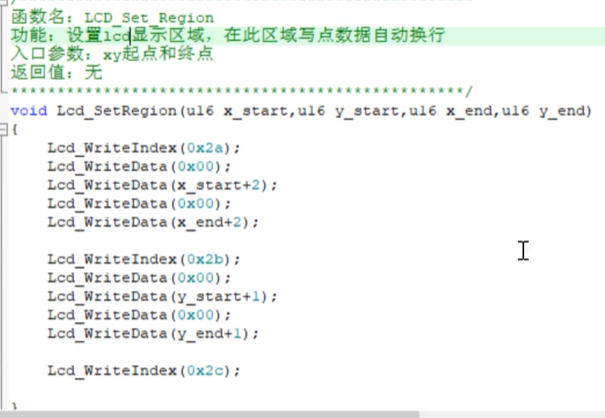 函数名：LCD_Set_Region
功能：设置lcd显示区域，在此区域写点数据自动换行
入口参数：xy起点和终点
返回值：无
*************************************************/
void Lcd_SetRegion(u16 x_start,u16 y_start,u16 x_end,u16 y_end)
{
Lcd_WriteIndex(0x2a);
Lcd_WriteData(0x00);
Lcd_WriteData(x_start+2);
Lcd_WriteData(0x00);
Lcd_WriteData(x_end+2);
Lcd_WriteIndex(0x2b);
Lcd_WriteData(0x00);
Lcd_WriteData(y_start+1);
Lcd_WriteData(0x00);
Lcd_WriteData(y_end+1);
Lcd_WriteIndex(0x2c);
}